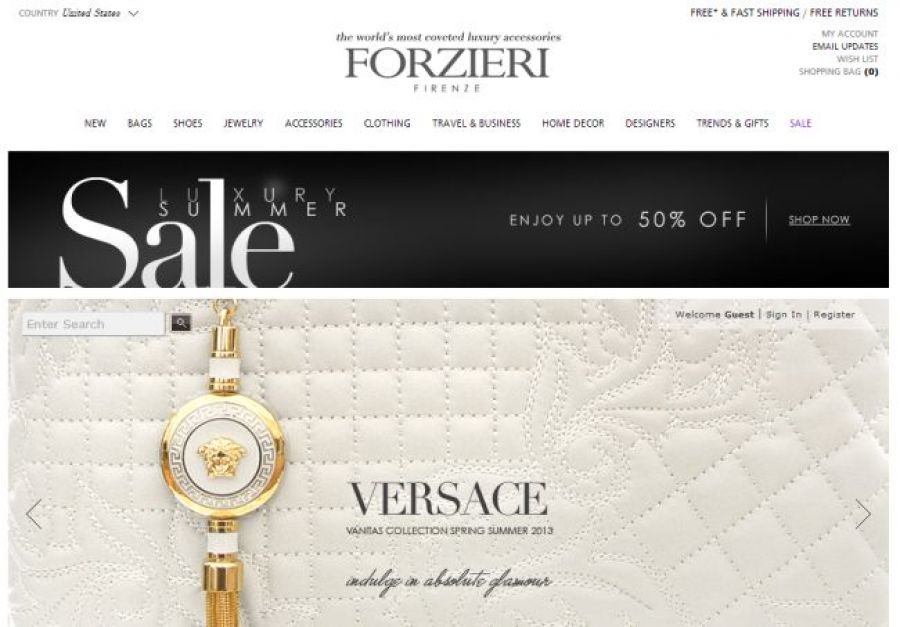 COUNTRY United States
FREE* & FAST SHIPPING / FREE RETURNS
MY ACCOUNT
EMAIL UPDATES
WISH LIST
SHOPPING BAG (0)
the world's most coveted luxury accessories
FORZIERI
FIRENZE
NEW BAGS SHOES JEWELRY ACCESSORIES CLOTHING TRAVEL & BUSINESS HOME DECOR DESIGNERS TRENDS & GIFTS SALE
LUXURY
SUMMER
Sale
ENJOY UP TO 50% OFF SHOP NOW
Enter Search
Welcome Guest | Sign In | Register
VERSACE
VANITAS COLLECTION SPRING SUMMER 2013
indulge in absolute glamour